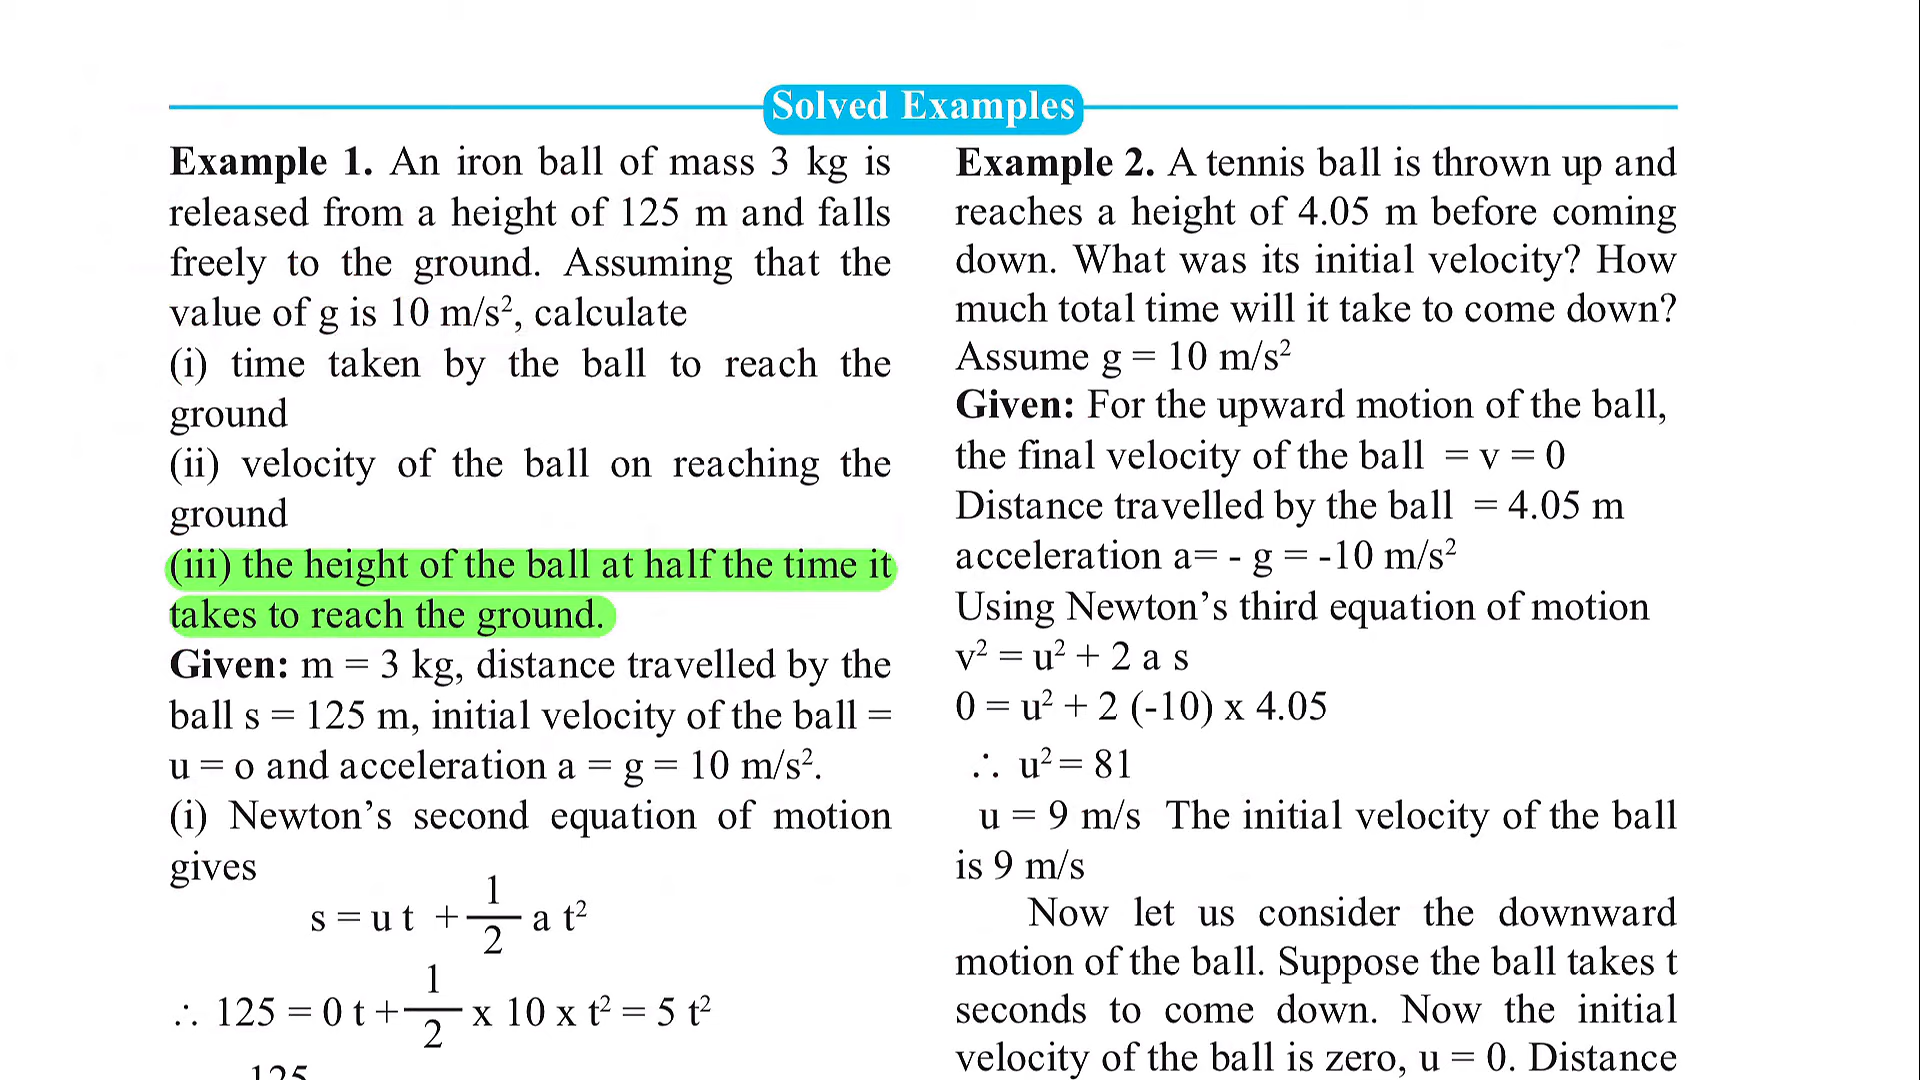 Solved Examples
Example 1. An iron ball of mass 3 kg is
released from a height of 125 m and falls
freely to the ground. Assuming that the
value of g is 10 m/s², calculate
(i) time taken by the ball to reach the
ground
(ii) velocity of the ball on reaching the
ground
(iii) the height of the ball at half the time it
takes to reach the ground.
Given: m = 3 kg, distance travelled by the
ball s = 125 m, initial velocity of the ball =
u = o and acceleration a = g = 10 m/s².
(i) Newton’s second equation of motion
gives
s = u t + 1/2 a t²
∴ 125 = 0 t + 1/2 x 10 x t² = 5 t²
125
Example 2. A tennis ball is thrown up and
reaches a height of 4.05 m before coming
down. What was its initial velocity? How
much total time will it take to come down?
Assume g = 10 m/s²
Given: For the upward motion of the ball,
the final velocity of the ball = v = 0
Distance travelled by the ball = 4.05 m
acceleration a= - g = -10 m/s²
Using Newton’s third equation of motion
v² = u² + 2 a s
0 = u² + 2 (-10) x 4.05
∴ u² = 81
u = 9 m/s The initial velocity of the ball
is 9 m/s
Now let us consider the downward
motion of the ball. Suppose the ball takes t
seconds to come down. Now the initial
velocity of the ball is zero, u = 0. Distance